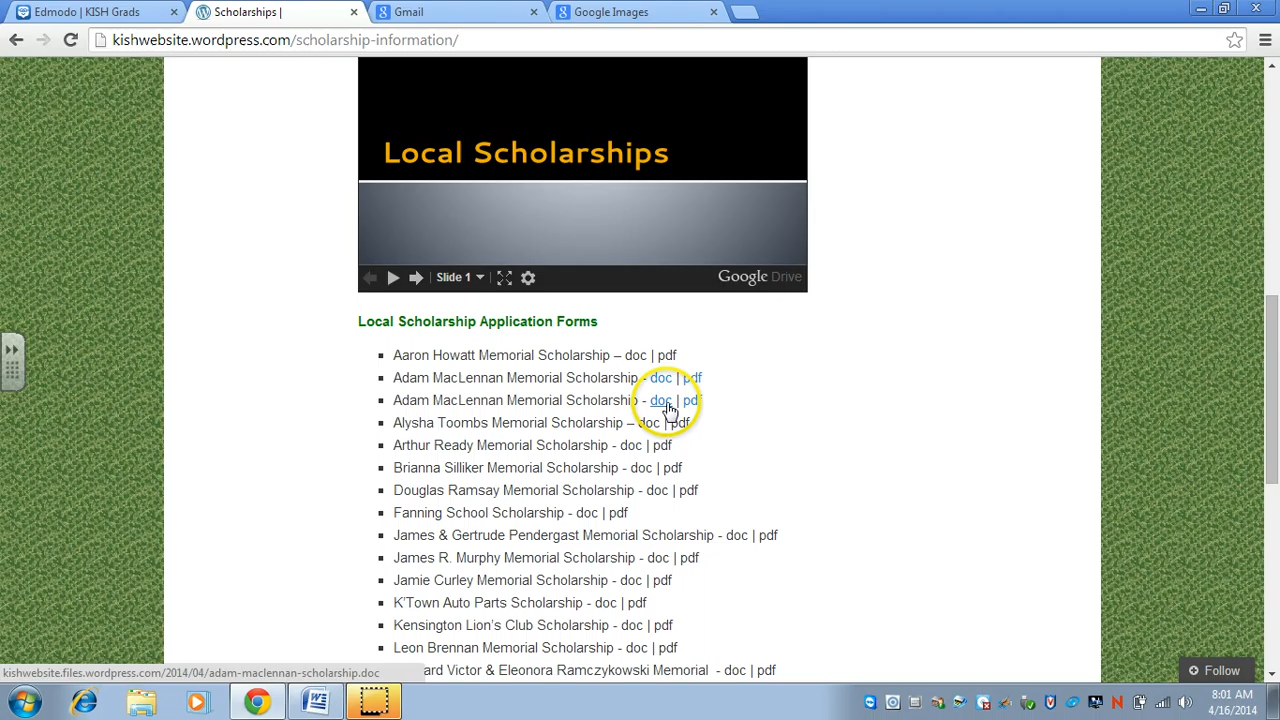 Edmodo | KISH Grads
Scholarships |
Gmail
Google Images
kishwebsite.wordpress.com/scholarship-information/
Local Scholarships
Slide 1
Google Drive
Local Scholarship Application Forms
Aaron Howatt Memorial Scholarship – doc | pdf
Adam MacLennan Memorial Scholarship - doc | pdf
Adam MacLennan Memorial Scholarship - doc | pdf
Alysha Toombs Memorial Scholarship – doc | pdf
Arthur Ready Memorial Scholarship - doc | pdf
Brianna Silliker Memorial Scholarship - doc | pdf
Douglas Ramsay Memorial Scholarship - doc | pdf
Fanning School Scholarship - doc | pdf
James & Gertrude Pendergast Memorial Scholarship - doc | pdf
James R. Murphy Memorial Scholarship - doc | pdf
Jamie Curley Memorial Scholarship - doc | pdf
K'Town Auto Parts Scholarship - doc | pdf
Kensington Lion's Club Scholarship - doc | pdf
Leon Brennan Memorial Scholarship - doc | pdf
Victor & Eleonora Ramczykowski Memorial - doc | pdf
Follow
kishwebsite.files.wordpress.com/2014/04/adam-maclennan-scholarship.doc
8:01 AM
4/16/2014